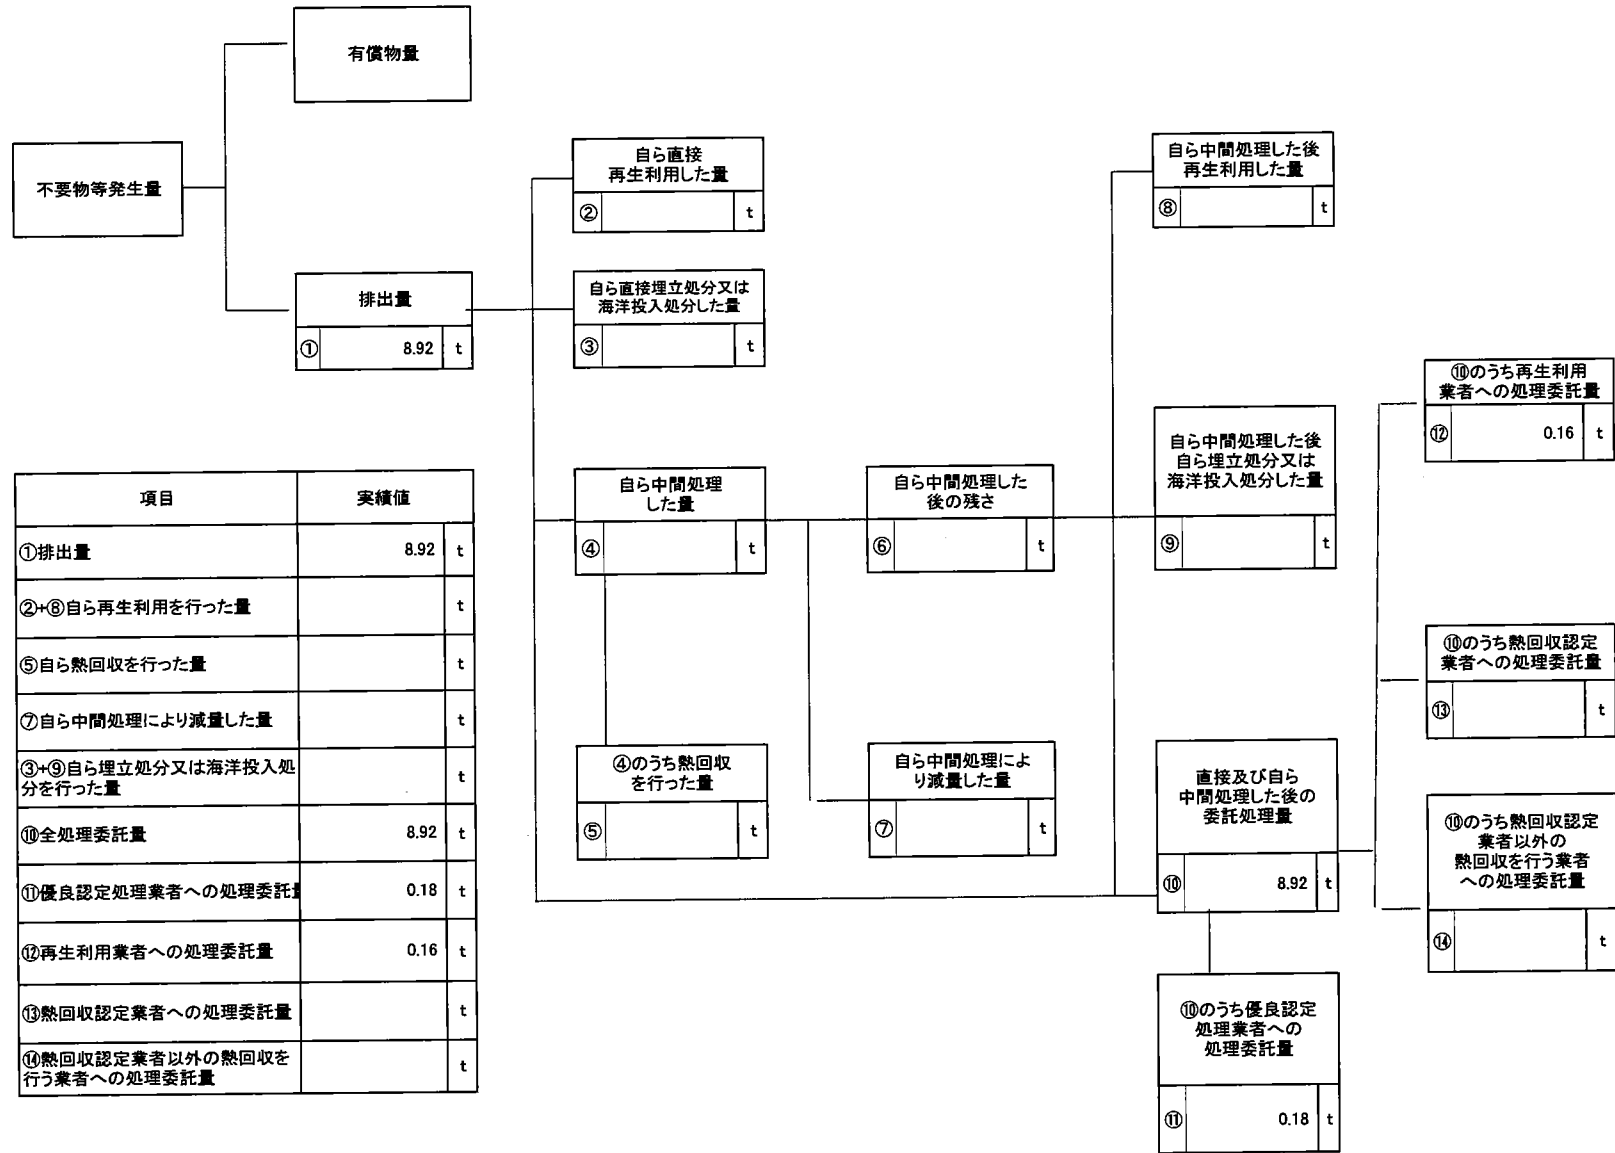 有償物量
不要物等発生量
排出量
① 8.92 t
自ら直接
再生利用した量
② t
自ら直接埋立処分又は
海洋投入処分した量
③ t
自ら中間処理
した量
④ t
④のうち熱回収
を行った量
⑤ t
自ら中間処理した
後の残さ
⑥ t
自ら中間処理によ
り減量した量
⑦ t
自ら中間処理した後
再生利用した量
⑧ t
自ら中間処理した後
自ら埋立処分又は
海洋投入処分した量
⑨ t
直接及び自ら
中間処理した後の
委託処理量
⑩ 8.92 t
⑩のうち優良認定
処理業者への
処理委託量
⑪ 0.18 t
⑩のうち再生利用
業者への処理委託量
⑫ 0.16 t
⑩のうち熱回収認定
業者への処理委託量
⑬ t
⑩のうち熱回収認定
業者以外の
熱回収を行う業者
への処理委託量
⑭ t
項目 実績値
①排出量 8.92 t
②+⑧自ら再生利用を行った量 t
⑤自ら熱回収を行った量 t
⑦自ら中間処理により減量した量 t
③+⑨自ら埋立処分又は海洋投入処
分を行った量 t
⑩全処理委託量 8.92 t
⑪優良認定処理業者への処理委託量 0.18 t
⑫再生利用業者への処理委託量 0.16 t
⑬熱回収認定業者への処理委託量 t
⑭熱回収認定業者以外の熱回収を
行う業者への処理委託量 t